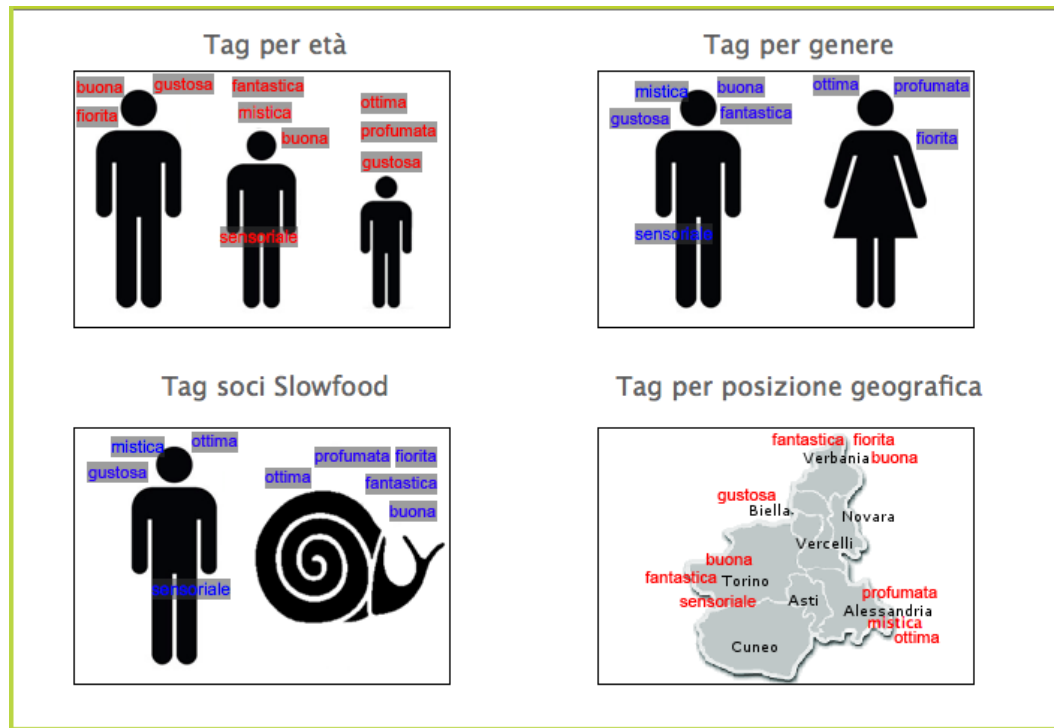 Tag per età
buona gustosa fantastica
fiorita mistica ottima
buona profumata
gustosa
sensoriale
Tag per genere
mistica buona ottima profumata
gustosa fantastica
fiorita
sensoriale
Tag soci Slowfood
mistica ottima
gustosa
sensoriale
profumata fiorita
ottima fantastica
buona
Tag per posizione geografica
fantastica fiorita
Verbania buona
gustosa
Biella Novara
Vercelli
buona
fantastica Torino
sensoriale Asti
profumata
Alessandria
mistica
ottima
Cuneo